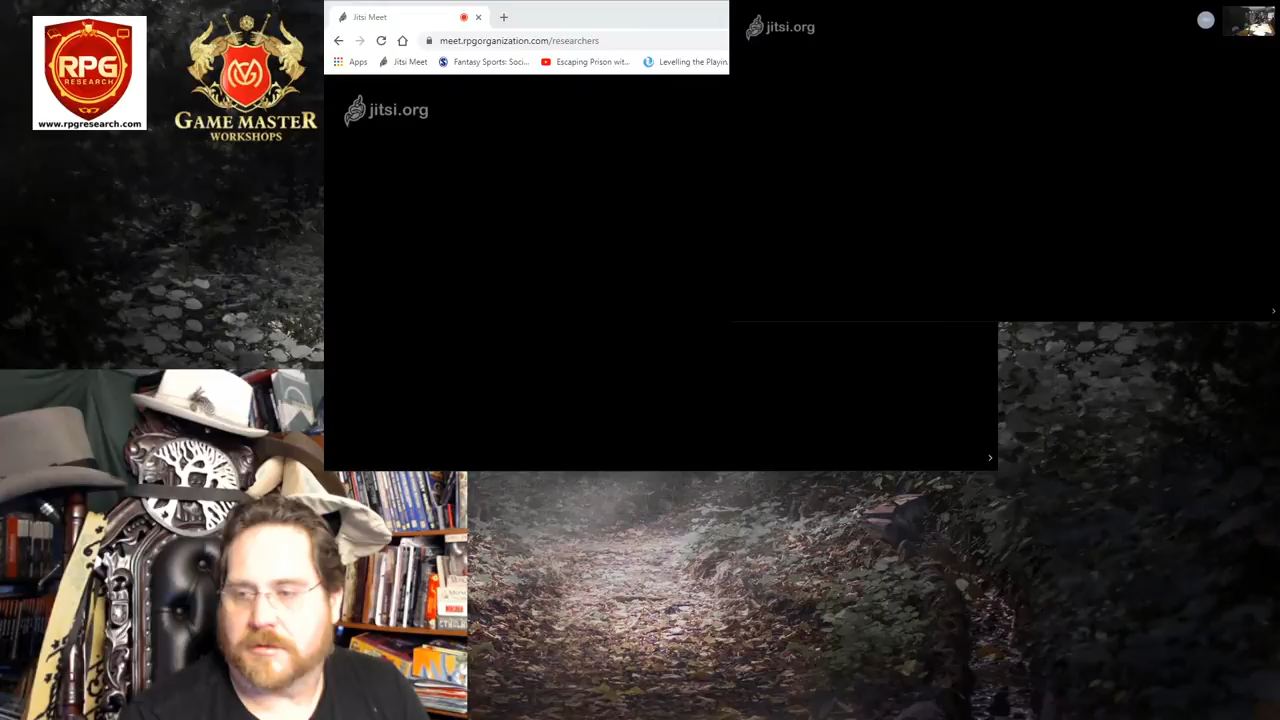 RPG
RESEARCH
www.rpgresearch.com
GAME MASTER
WORKSHOPS
Jitsi Meet
meet.rpgorganization.com/researchers
Apps
Jitsi Meet
Fantasy Sports: Soci...
Escaping Prison wit...
Levelling the Playin
jitsi.org
jitsi.org